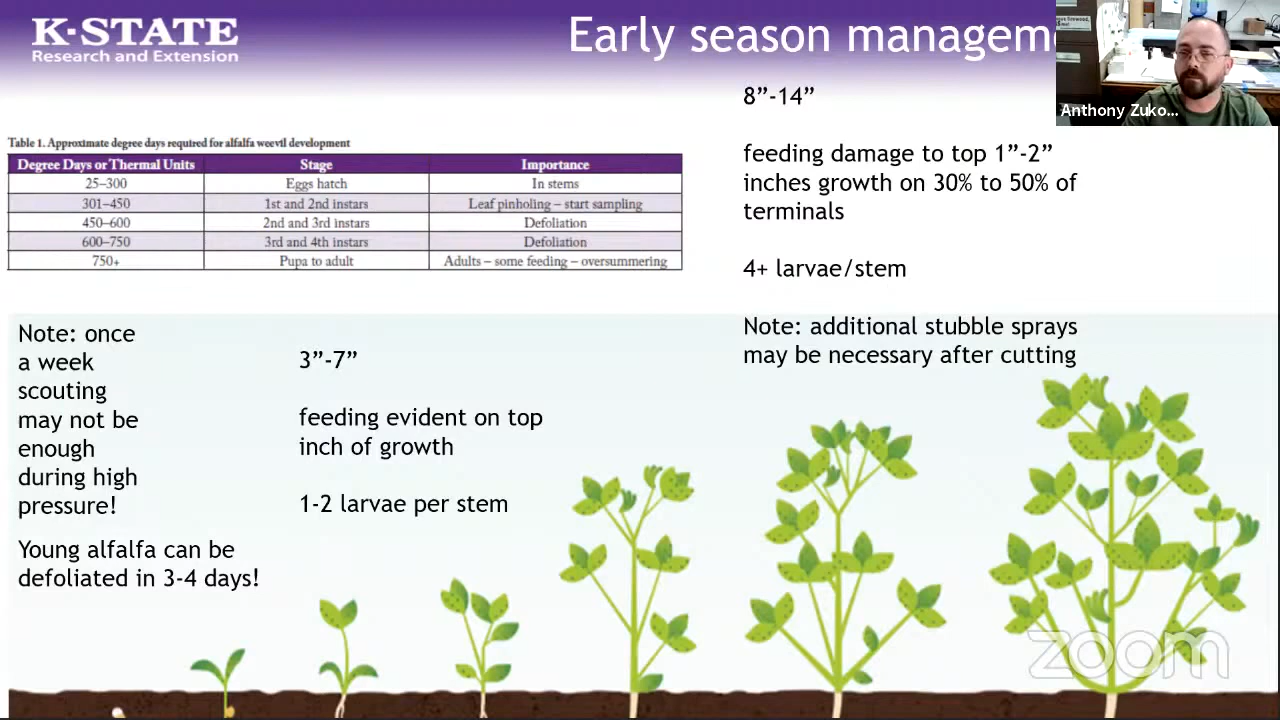 K-STATE
Research and Extension
Early season managem
Anthony Zuko...
8”-14”
feeding damage to top 1”-2”
inches growth on 30% to 50% of
terminals
4+ larvae/stem
Note: additional stubble sprays
may be necessary after cutting
Table 1. Approximate degree days required for alfalfa weevil development
Degree Days or Thermal Units Stage Importance
25–300 Eggs hatch In stems
301–450 1st and 2nd instars Leaf pinholing – start sampling
450–600 2nd and 3rd instars Defoliation
600–750 3rd and 4th instars Defoliation
750+ Pupa to adult Adults – some feeding – oversummering
Note: once
a week
scouting
may not be
enough
during high
pressure!
Young alfalfa can be
defoliated in 3-4 days!
3”-7”
feeding evident on top
inch of growth
1-2 larvae per stem
zoom